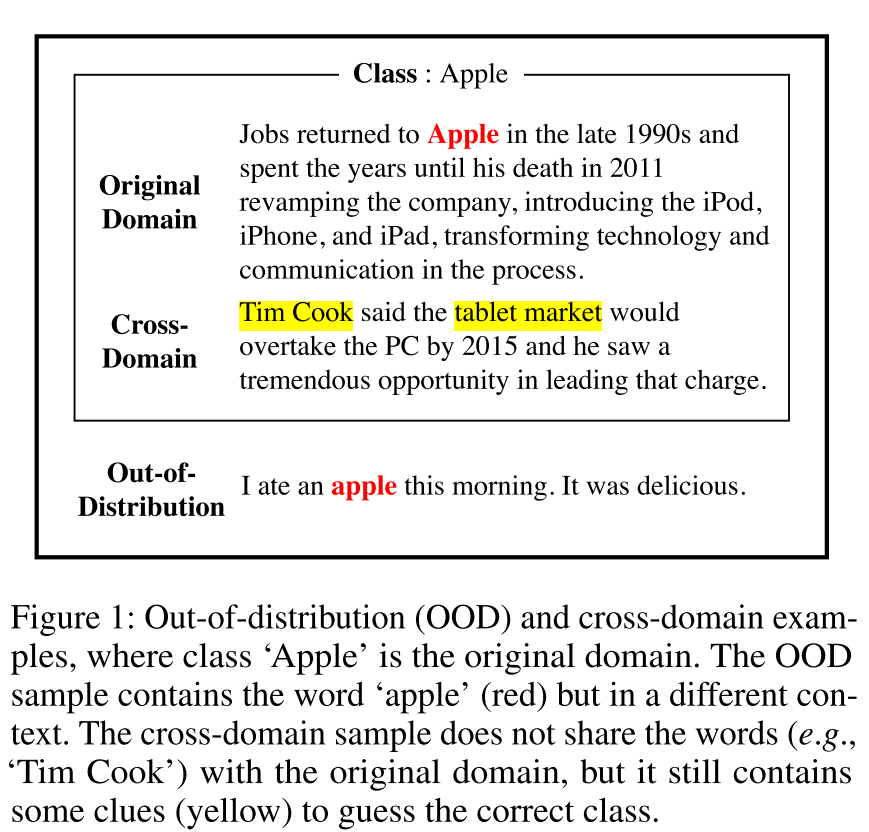 Class : Apple
Original
Domain
Jobs returned to Apple in the late 1990s and
spent the years until his death in 2011
revamping the company, introducing the iPod,
iPhone, and iPad, transforming technology and
communication in the process.
Cross-
Domain
Tim Cook said the tablet market would
overtake the PC by 2015 and he saw a
tremendous opportunity in leading that charge.
Out-of-
Distribution
I ate an apple this morning. It was delicious.
Figure 1: Out-of-distribution (OOD) and cross-domain exam-
ples, where class ‘Apple’ is the original domain. The OOD
sample contains the word ‘apple’ (red) but in a different con-
text. The cross-domain sample does not share the words (e.g.,
‘Tim Cook’) with the original domain, but it still contains
some clues (yellow) to guess the correct class.